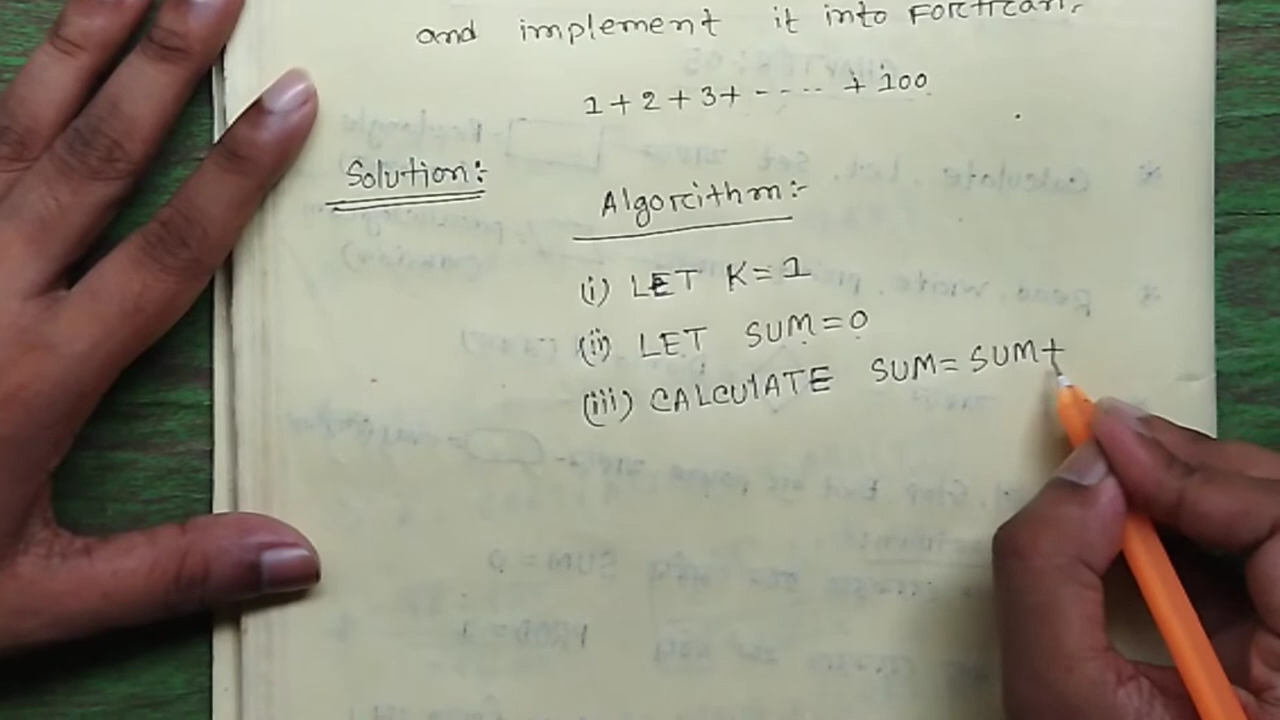 and implement it into Fortran.
1 + 2 + 3 + - - - - + 100
Solution:-
Algorithm:-
(i) LET K = 1
(ii) LET SUM = 0
(iii) CALCULATE SUM = SUM +